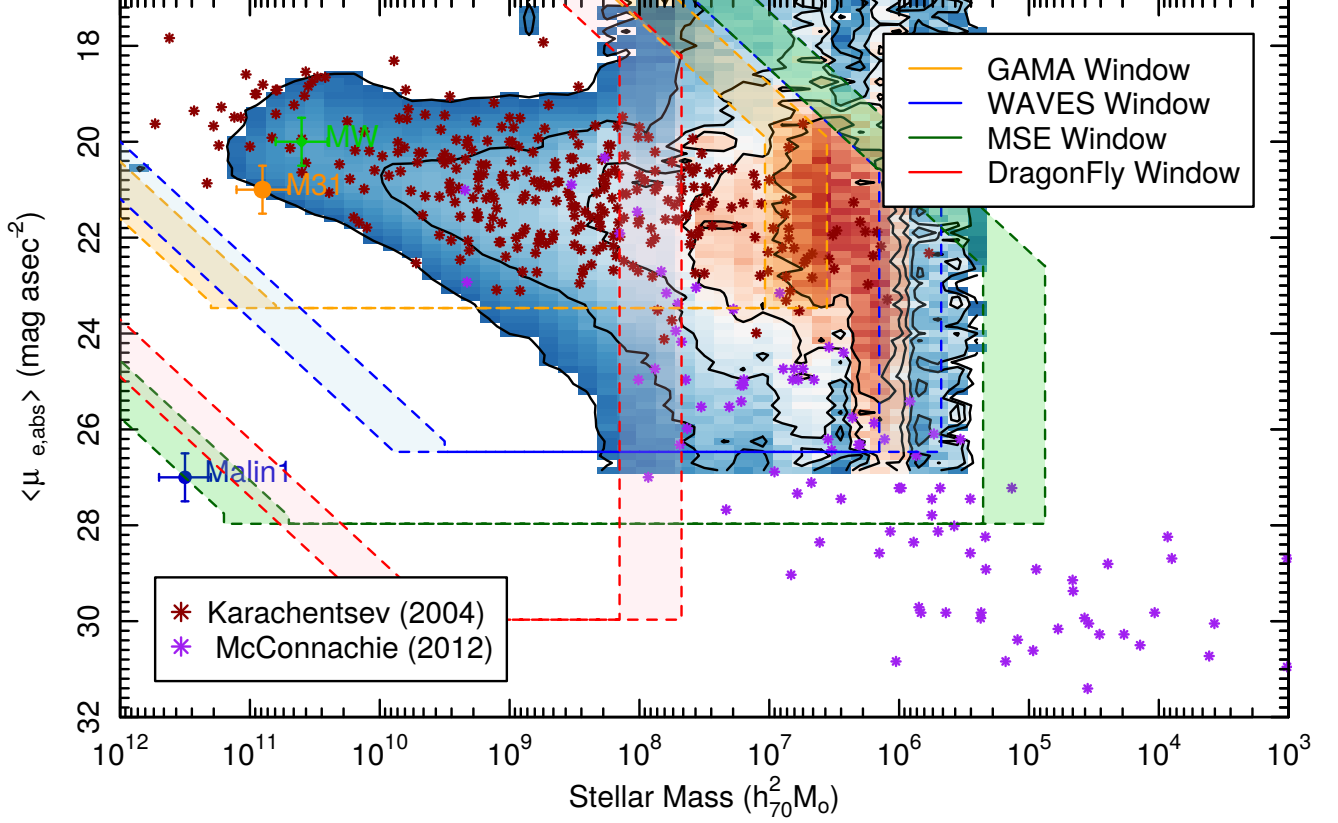 18
20
22
24
26
28
30
32
<μ e,abs> (mag asec-2)
GAMA Window
WAVES Window
MSE Window
DragonFly Window
MW
M31
Malin1
Karachentsev (2004)
McConnachie (2012)
10^12 10^11 10^10 10^9 10^8 10^7 10^6 10^5 10^4 10^3
Stellar Mass (h_70^2 M_o)